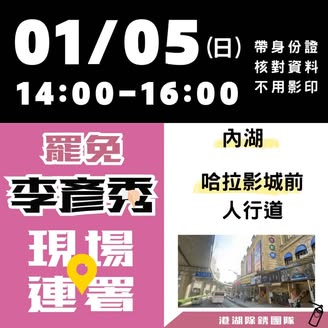 01/05(日)
14:00-16:00
帶身份證
核對資料
不用影印
罷免
李彥秀
現場
連署
內湖
哈拉影城前
人行道
港湖除銹團隊